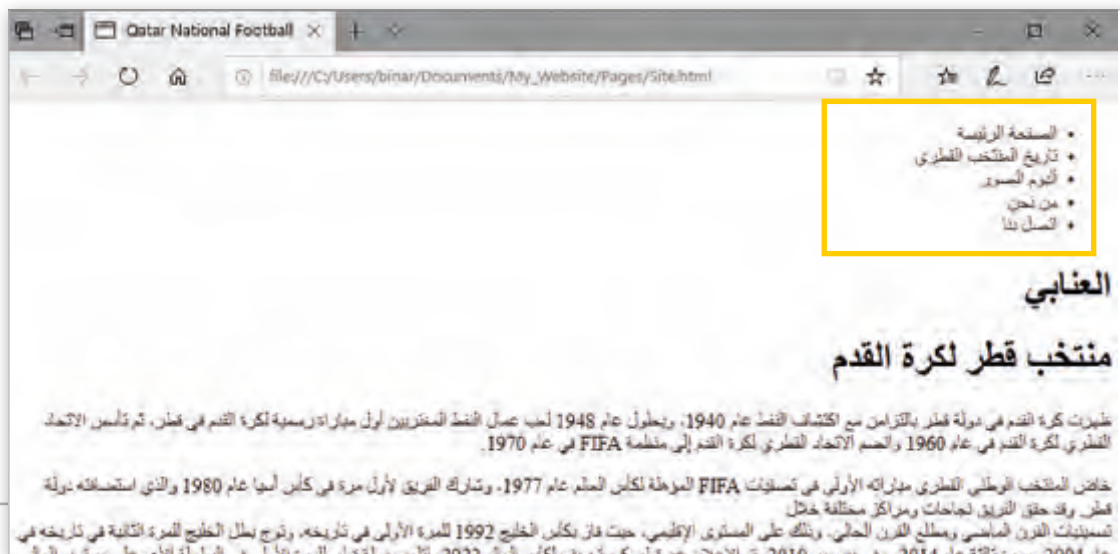 Qatar National Football
file:///C:/Users/binar/Documents/My_Website/Pages/Site.html
الصفحة الرئيسة
تاريخ المنتخب القطري
ألبوم الصور
من نحن
اتصل بنا
العنابي
منتخب قطر لكرة القدم
ظهرت كرة القدم في دولة قطر بالتزامن مع اكتشاف النفط عام 1940. وبحلول عام 1948 لعب عمال النفط المغتربين أول مباراة رسمية لكرة القدم في قطر، ثم تأسس الاتحاد
القطري لكرة القدم في عام 1960 وانضم الاتحاد القطري لكرة القدم إلى منظمة FIFA في عام 1970.
خاض المنتخب الوطني القطري مباراته الأولى في تصفيات FIFA المؤهلة لكأس العالم عام 1977. وشارك الفريق لأول مرة في كأس آسيا عام 1980 والذي استضافته دولة
قطر. وقد حقق الفريق نجاحات ومراكز مختلفة خلال
تسعينيات القرن الماضي ومطلع القرن الحالي، وذلك على المستوى الإقليمي، حيث فاز بكأس الخليج 1992 للمرة الأولى في تاريخه، وتوج بطل الخليج للمرة الثانية في تاريخه في